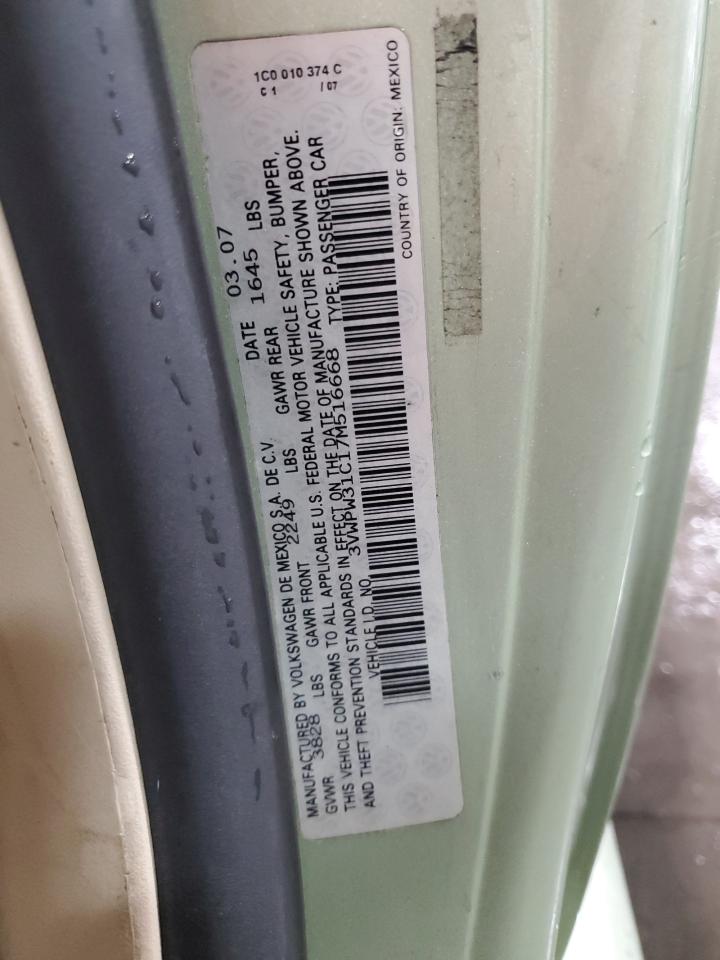 1C0 010 374 C
C 1 / 07
MANUFACTURED BY VOLKSWAGEN DE MEXICO S.A. DE C.V. DATE 03.07
GVWR 3828 LBS GAWR FRONT 2249 LBS GAWR REAR 1645 LBS
THIS VEHICLE CONFORMS TO ALL APPLICABLE U.S. FEDERAL MOTOR VEHICLE SAFETY, BUMPER,
AND THEFT PREVENTION STANDARDS IN EFFECT ON THE DATE OF MANUFACTURE SHOWN ABOVE.
VEHICLE I.D. NO. 3VWPW31C17M516668 TYPE: PASSENGER CAR
COUNTRY OF ORIGIN: MEXICO